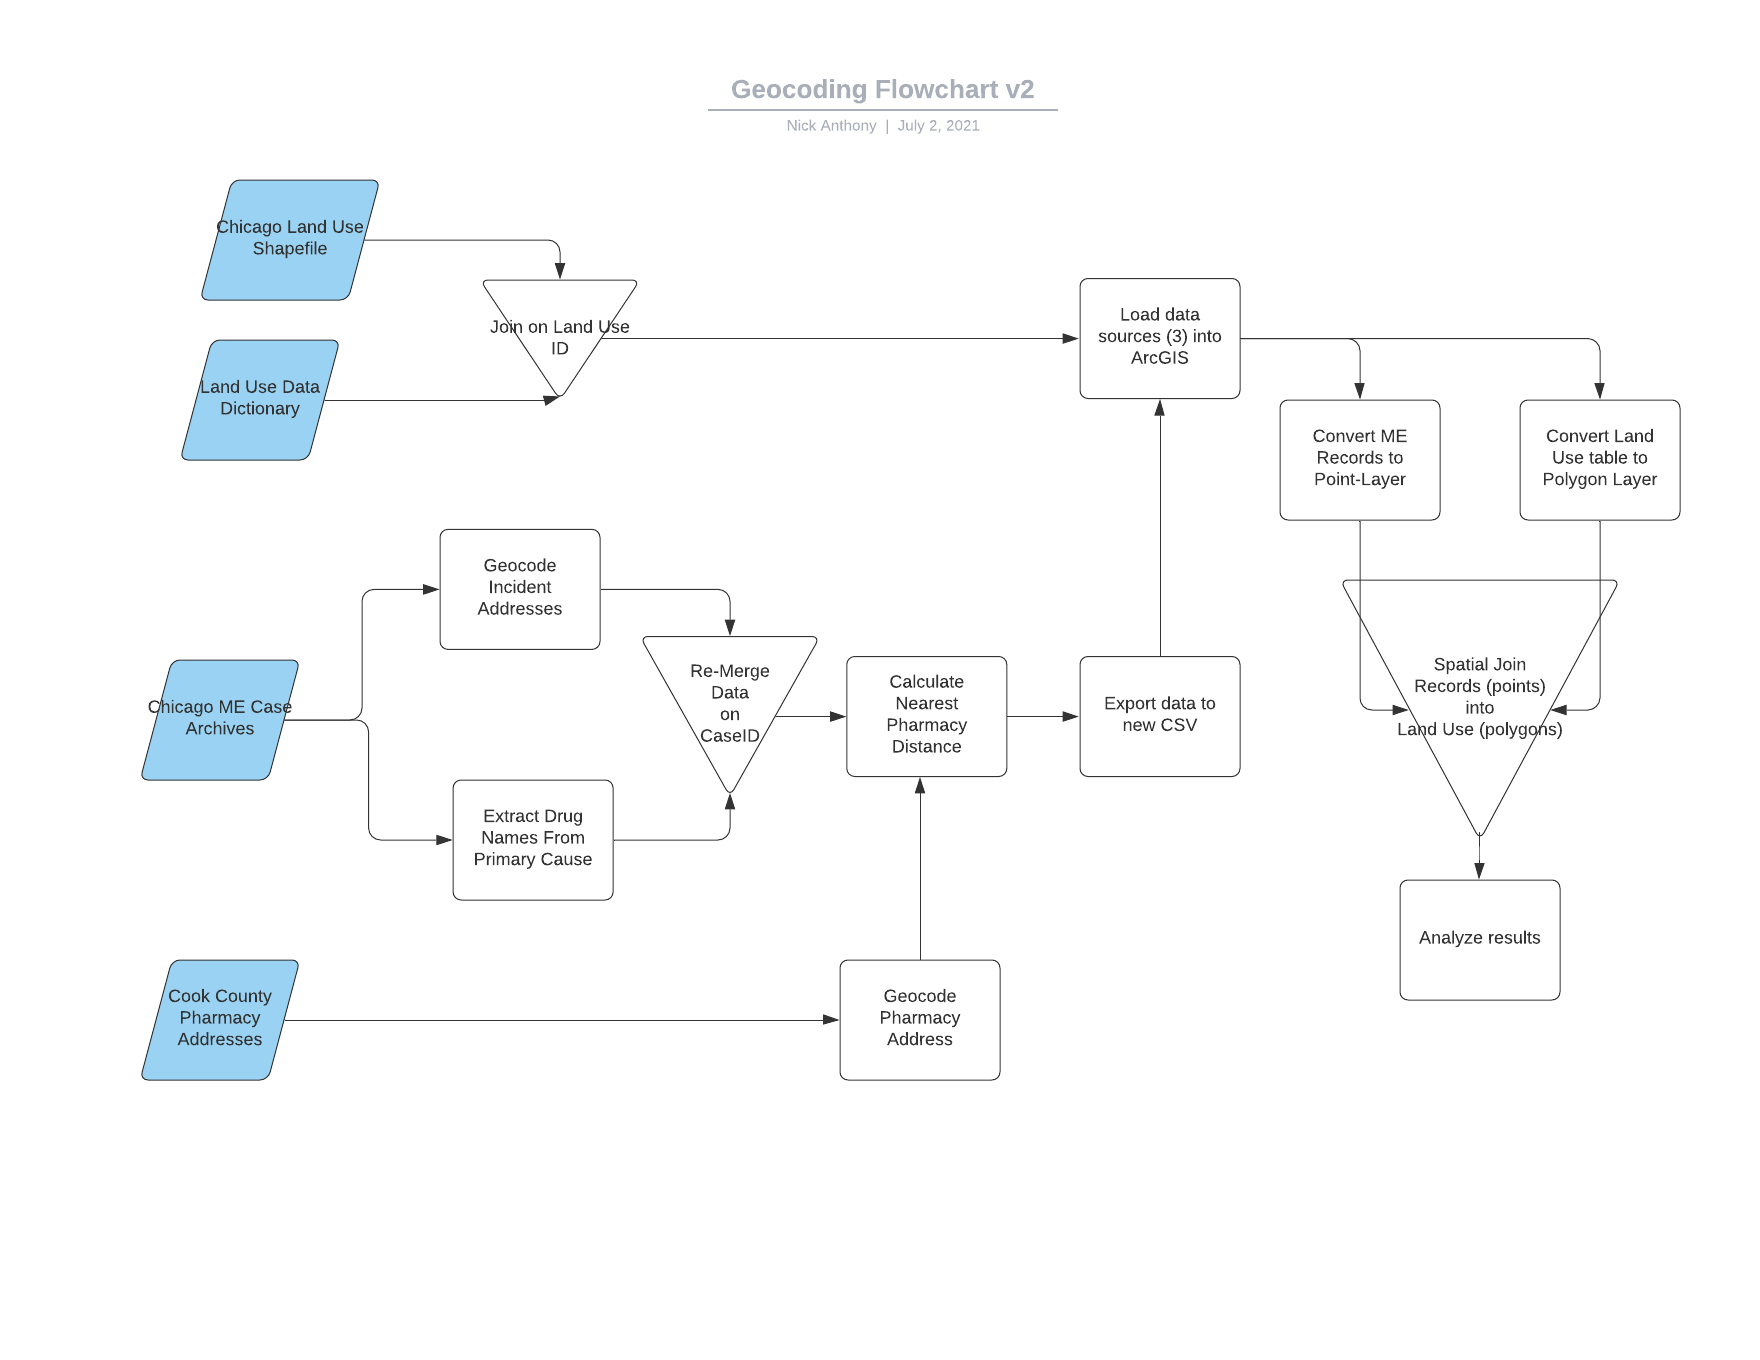 Geocoding Flowchart v2
Nick Anthony | July 2, 2021
Chicago Land Use
Shapefile
Join on Land Use
ID
Land Use Data
Dictionary
Load data
sources (3) into
ArcGIS
Convert ME
Records to
Point-Layer
Convert Land
Use table to
Polygon Layer
Geocode
Incident
Addresses
Chicago ME Case
Archives
Extract Drug
Names From
Primary Cause
Re-Merge
Data
on
CaseID
Calculate
Nearest
Pharmacy
Distance
Export data to
new CSV
Spatial Join
Records (points)
into
Land Use (polygons)
Analyze results
Cook County
Pharmacy
Addresses
Geocode
Pharmacy
Address